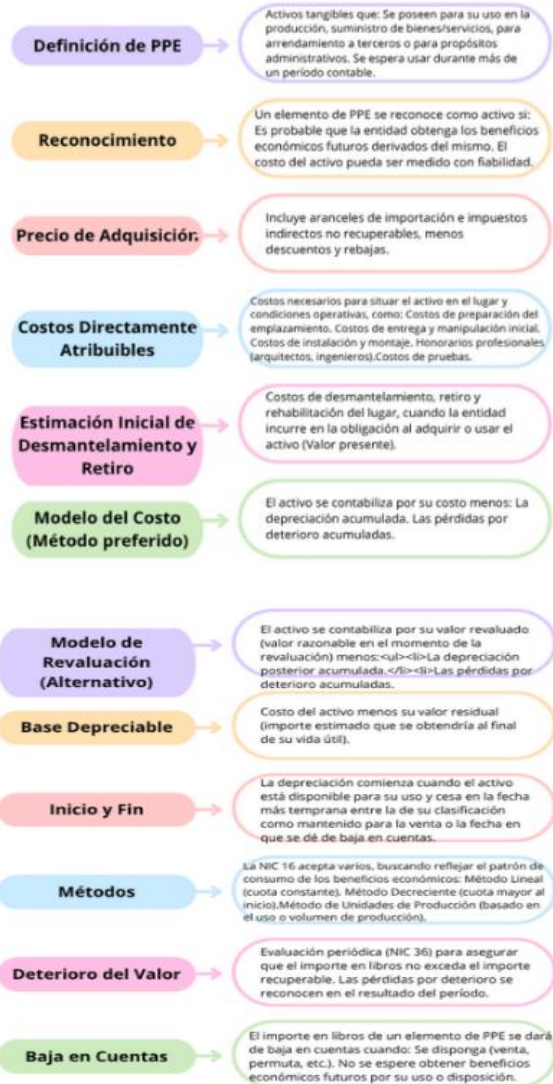 Definición de PPE
Activos tangibles que: Se poseen para su uso en la
producción, suministro de bienes/servicios, para
arrendamiento a terceros o para propósitos
administrativos. Se espera usar durante más de
un período contable.
Reconocimiento
Un elemento de PPE se reconoce como activo si:
Es probable que la entidad obtenga los beneficios
económicos futuros derivados del mismo. El
costo del activo pueda ser medido con fiabilidad.
Precio de Adquisición.
Incluye aranceles de importación e impuestos
indirectos no recuperables, menos
descuentos y rebajas.
Costos Directamente
Atribuibles
Costos necesarios para situar el activo en el lugar y
condiciones operativas, como: Costos de preparación del
emplazamiento. Costos de entrega y manipulación inicial.
Costos de instalación y montaje. Honorarios profesionales
(arquitectos, ingenieros).Costos de pruebas.
Estimación Inicial de
Desmantelamiento y
Retiro
Costos de desmantelamiento, retiro y
rehabilitación del lugar, cuando la entidad
incurre en la obligación al adquirir o usar el
activo (Valor presente).
Modelo del Costo
(Método preferido)
El activo se contabiliza por su costo menos: La
depreciación acumulada. Las pérdidas por
deterioro acumuladas.
Modelo de
Revaluación
(Alternativo)
El activo se contabiliza por su valor revaluado
(valor razonable en el momento de la
revaluación) menos:<ul><li>La depreciación
posterior acumulada.</li><li>Las pérdidas por
deterioro acumuladas.
Base Depreciable
Costo del activo menos su valor residual
(importe estimado que se obtendría al final
de su vida útil).
Inicio y Fin
La depreciación comienza cuando el activo
está disponible para su uso y cesa en la fecha
más temprana entre la de su clasificación
como mantenido para la venta o la fecha en
que se dé de baja en cuentas.
Métodos
La NIC 16 acepta varios, buscando reflejar el patrón de
consumo de los beneficios económicos: Método Lineal
(cuota constante). Método Decreciente (cuota mayor al
inicio).Método de Unidades de Producción (basado en
el uso o volumen de producción).
Deterioro del Valor
Evaluación periódica (NIC 36) para asegurar
que el importe en libros no exceda el importe
recuperable. Las pérdidas por deterioro se
reconocen en el resultado del período.
Baja en Cuentas
El importe en libros de un elemento de PPE se dará
de baja en cuentas cuando: Se disponga (venta,
permuta, etc.). No se espere obtener beneficios
económicos futuros por su uso o disposición.